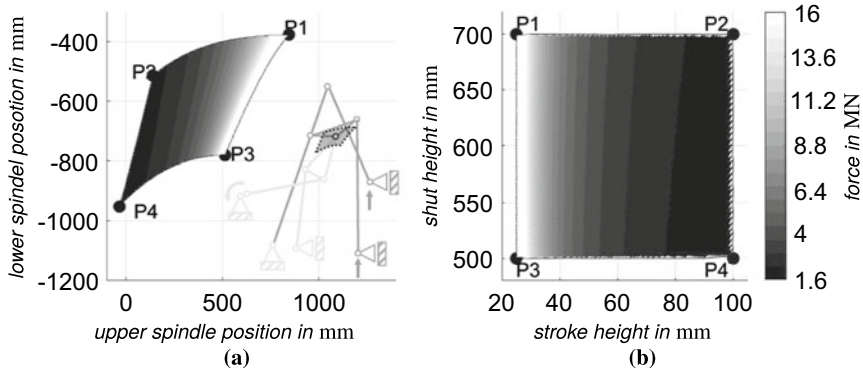 P1
P2
P3
P4
-400
-600
-800
-1000
-1200
0
500
1000
lower spindel posotion in mm
upper spindle position in mm
(a)
P1
P2
P3
P4
700
650
600
550
500
20
40
60
80
100
shut height in mm
stroke height in mm
(b)
16
13.6
11.2
8.8
6.4
4
1.6
force in MN